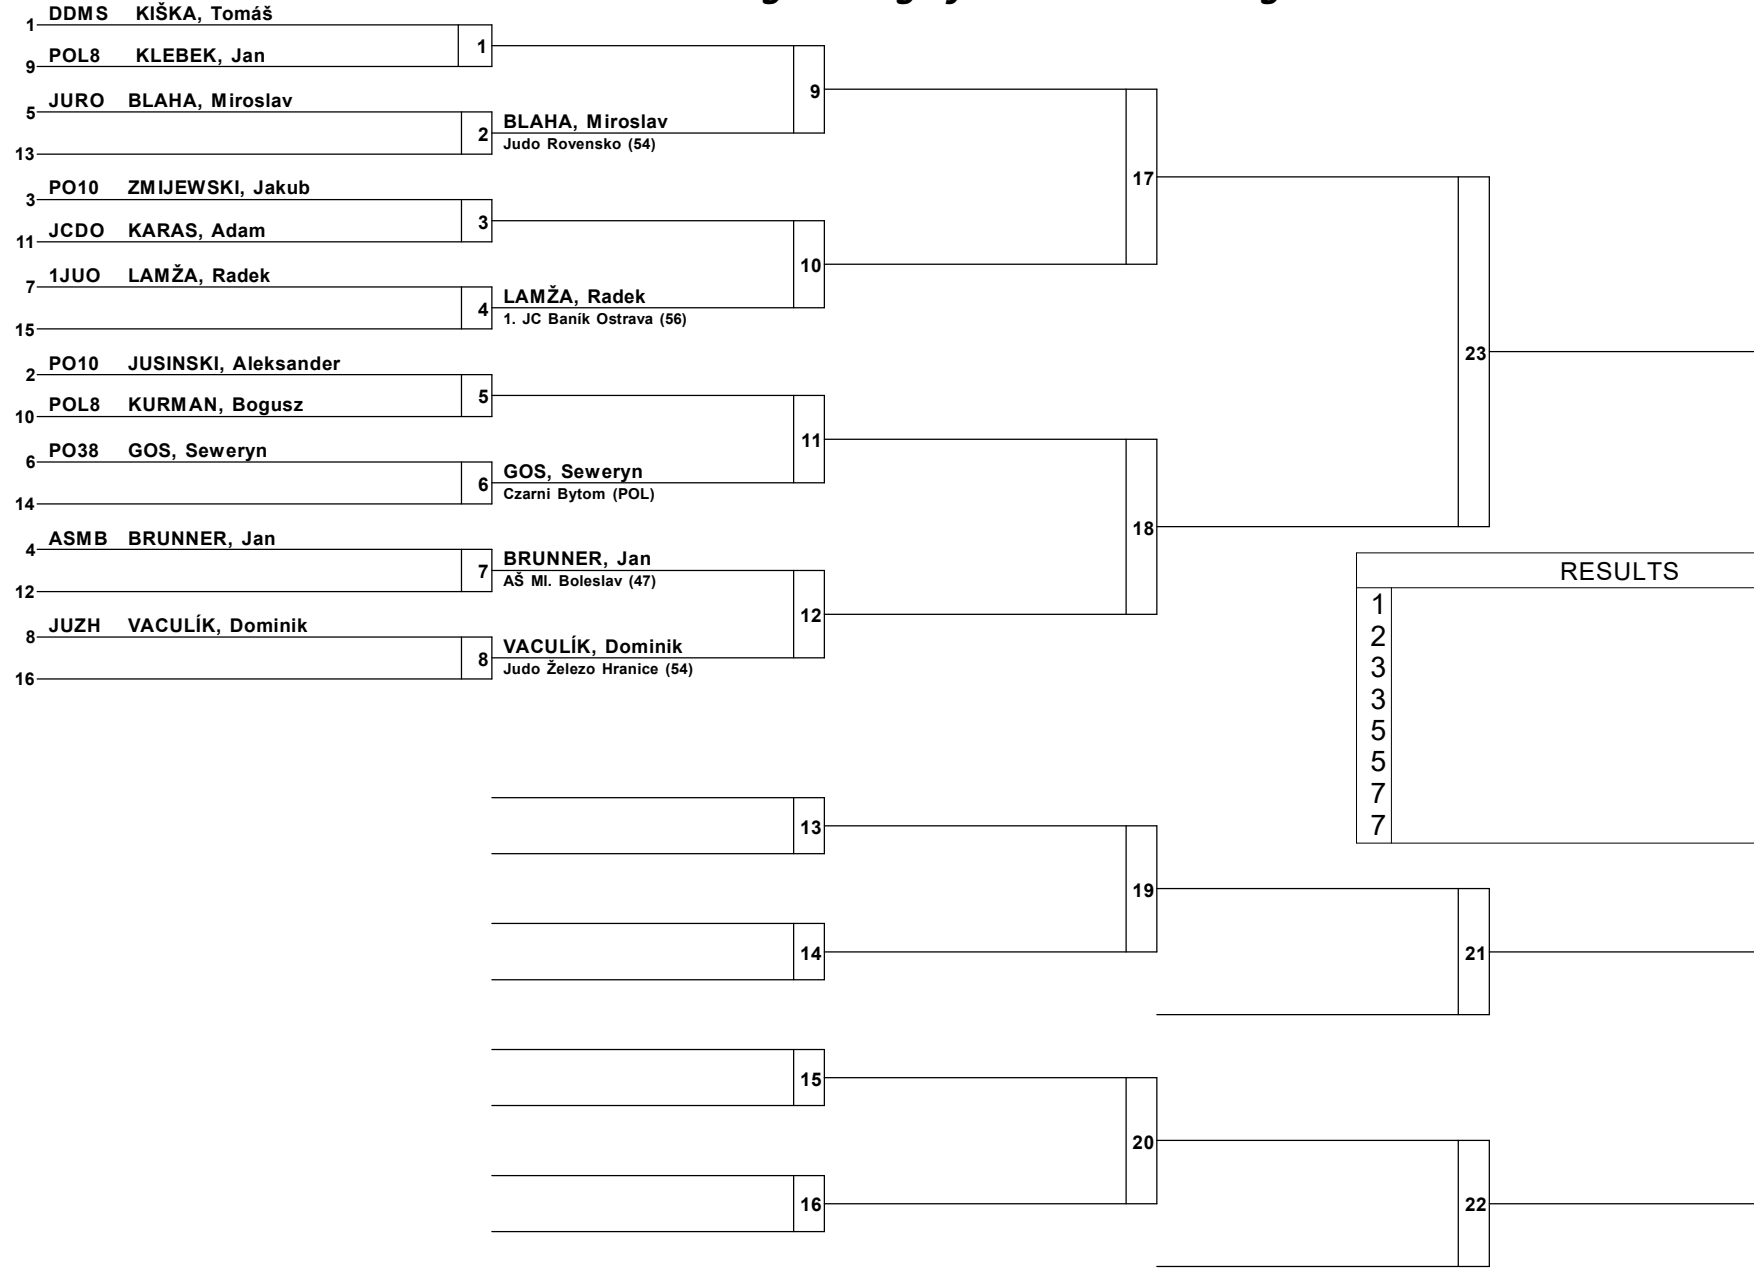 1 DDMS KIŠKA, Tomáš
1
9 POL8 KLEBEK, Jan
9
5 JURO BLAHA, Miroslav
2 BLAHA, Miroslav
Judo Rovensko (54)
13
17
3 PO10 ZMIJEWSKI, Jakub
3
11 JCDO KARAS, Adam
10
7 1JUO LAMŽA, Radek
4 LAMŽA, Radek
1. JC Baník Ostrava (56)
15
23
2 PO10 JUSINSKI, Aleksander
5
10 POL8 KURMAN, Bogusz
11
6 PO38 GOS, Seweryn
6 GOS, Seweryn
Czarni Bytom (POL)
14
18
4 ASMB BRUNNER, Jan
7 BRUNNER, Jan
AŠ Ml. Boleslav (47)
12
12
8 JUZH VACULÍK, Dominik
8 VACULÍK, Dominik
Judo Železo Hranice (54)
16
RESULTS
1
2
3
3
5
5
7
7
13
19
14
21
15
20
16
22